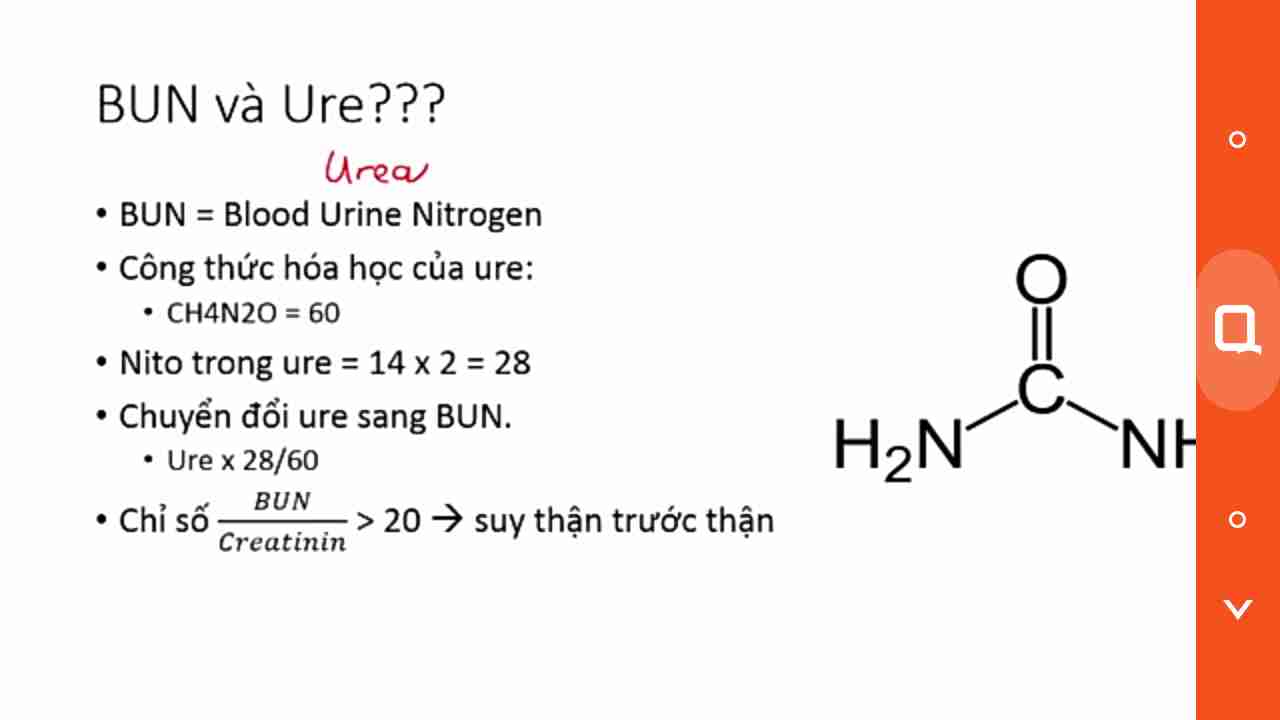 BUN và Ure???
Urea
• BUN = Blood Urine Nitrogen
• Công thức hóa học của ure:
• CH4N2O = 60
• Nito trong ure = 14 x 2 = 28
• Chuyển đổi ure sang BUN.
• Ure x 28/60
• Chỉ số BUN/Creatinin > 20 → suy thận trước thận
O
C
H₂N
NH